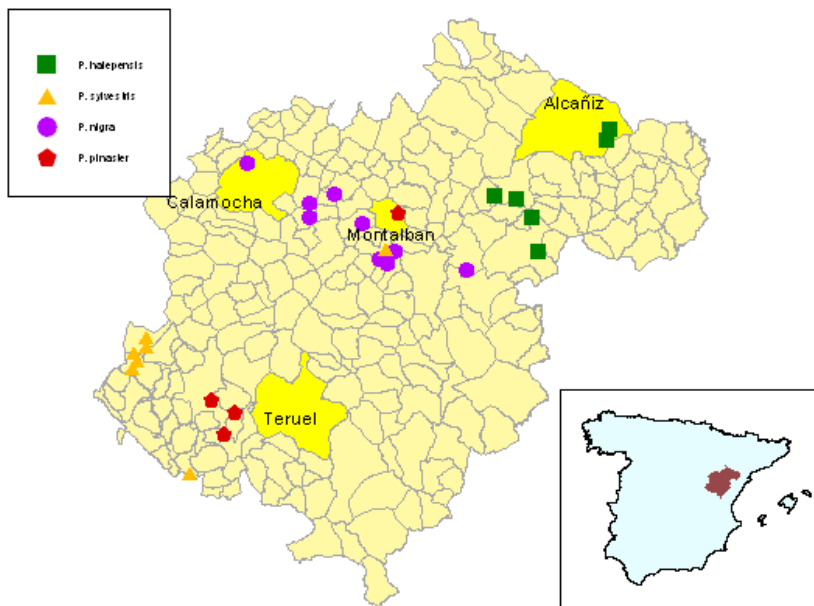 P. halepensis
P. sylvestris
P. nigra
P. pinaster
Alcañiz
Calamocha
Montalban
Teruel